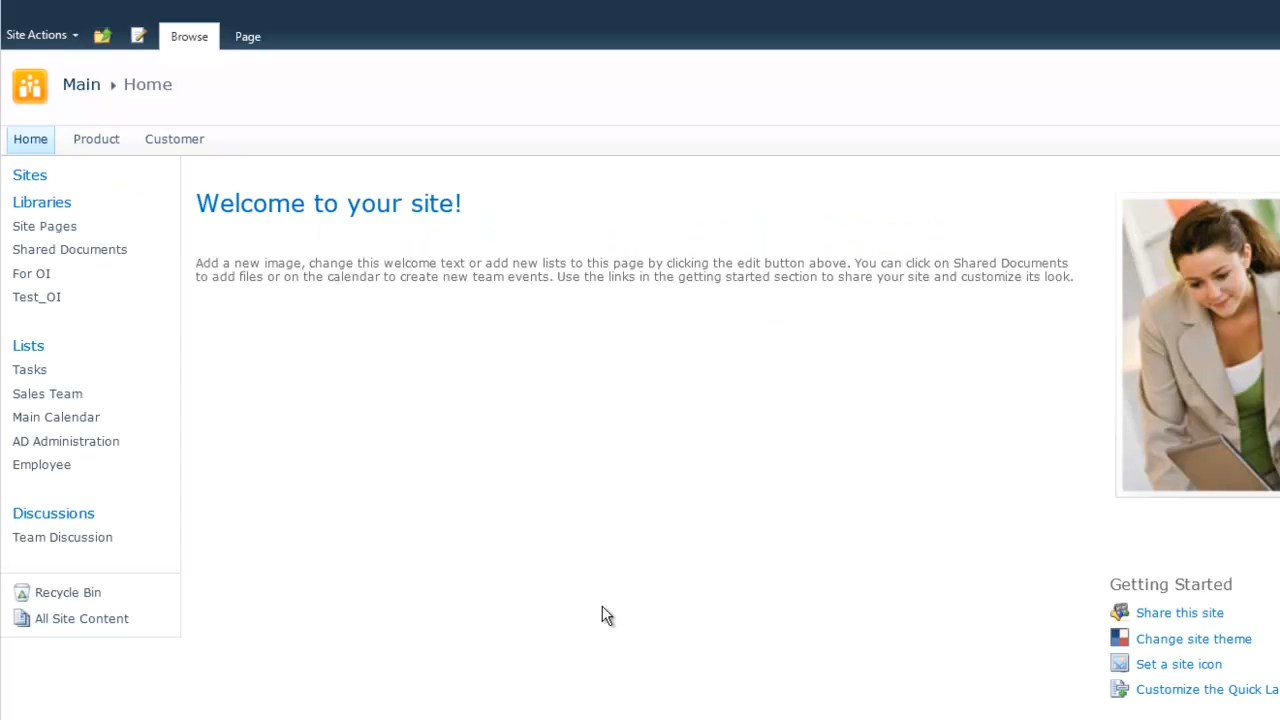 Site Actions
Browse
Page
Main
Home
Home
Product
Customer
Sites
Libraries
Site Pages
Shared Documents
For OI
Test_OI
Lists
Tasks
Sales Team
Main Calendar
AD Administration
Employee
Discussions
Team Discussion
Recycle Bin
All Site Content
Welcome to your site!
Add a new image, change this welcome text or add new lists to this page by clicking the edit button above. You can click on Shared Documents
to add files or on the calendar to create new team events. Use the links in the getting started section to share your site and customize its look.
Getting Started
Share this site
Change site theme
Set a site icon
Customize the Quick La